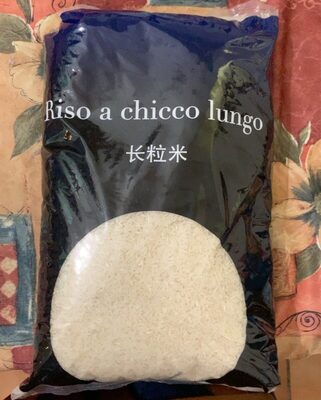 Riso a chicco lungo
长粒米